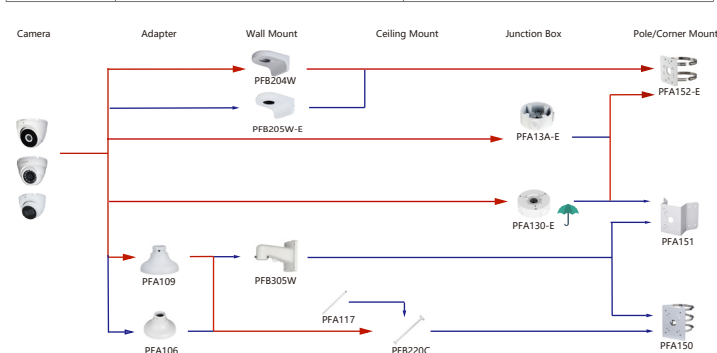 Camera Adapter Wall Mount Ceiling Mount Junction Box Pole/Corner Mount
PFB204W
PFA152-E
PFB205W-E
PFA13A-E
PFA130-E
PFA151
PFA109
PFB305W
PFA117
PFA106
PFB220C
PFA150